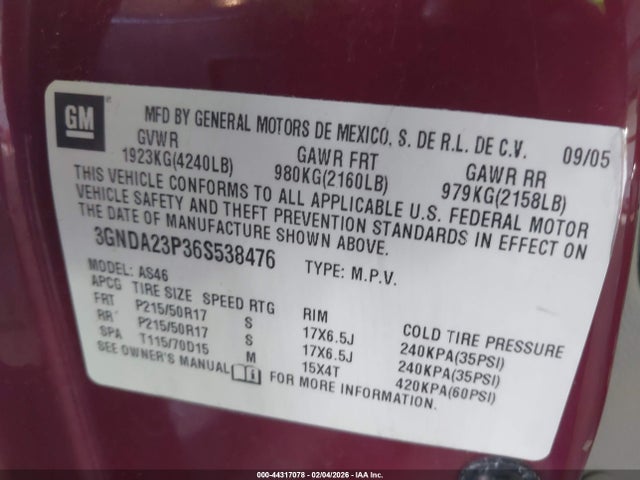 GM
MFD BY GENERAL MOTORS DE MEXICO, S. DE R.L. DE C.V. 09/05
GVWR GAWR FRT GAWR RR
1923KG(4240LB) 980KG(2160LB) 979KG(2158LB)
THIS VEHICLE CONFORMS TO ALL APPLICABLE U.S. FEDERAL MOTOR
VEHICLE SAFETY AND THEFT PREVENTION STANDARDS IN EFFECT ON
THE DATE OF MANUFACTURE SHOWN ABOVE.
3GNDA23P36S538476 TYPE: M.P.V.
MODEL: AS46
APCG TIRE SIZE SPEED RTG RIM COLD TIRE PRESSURE
FRT P215/50R17 S 17X6.5J 240KPA(35PSI)
RR P215/50R17 S 17X6.5J 240KPA(35PSI)
SPA T115/70D15 M 15X4T 420KPA(60PSI)
SEE OWNER'S MANUAL FOR MORE INFORMATION.
000-44317078 - 02/04/2026 - IAA Inc.